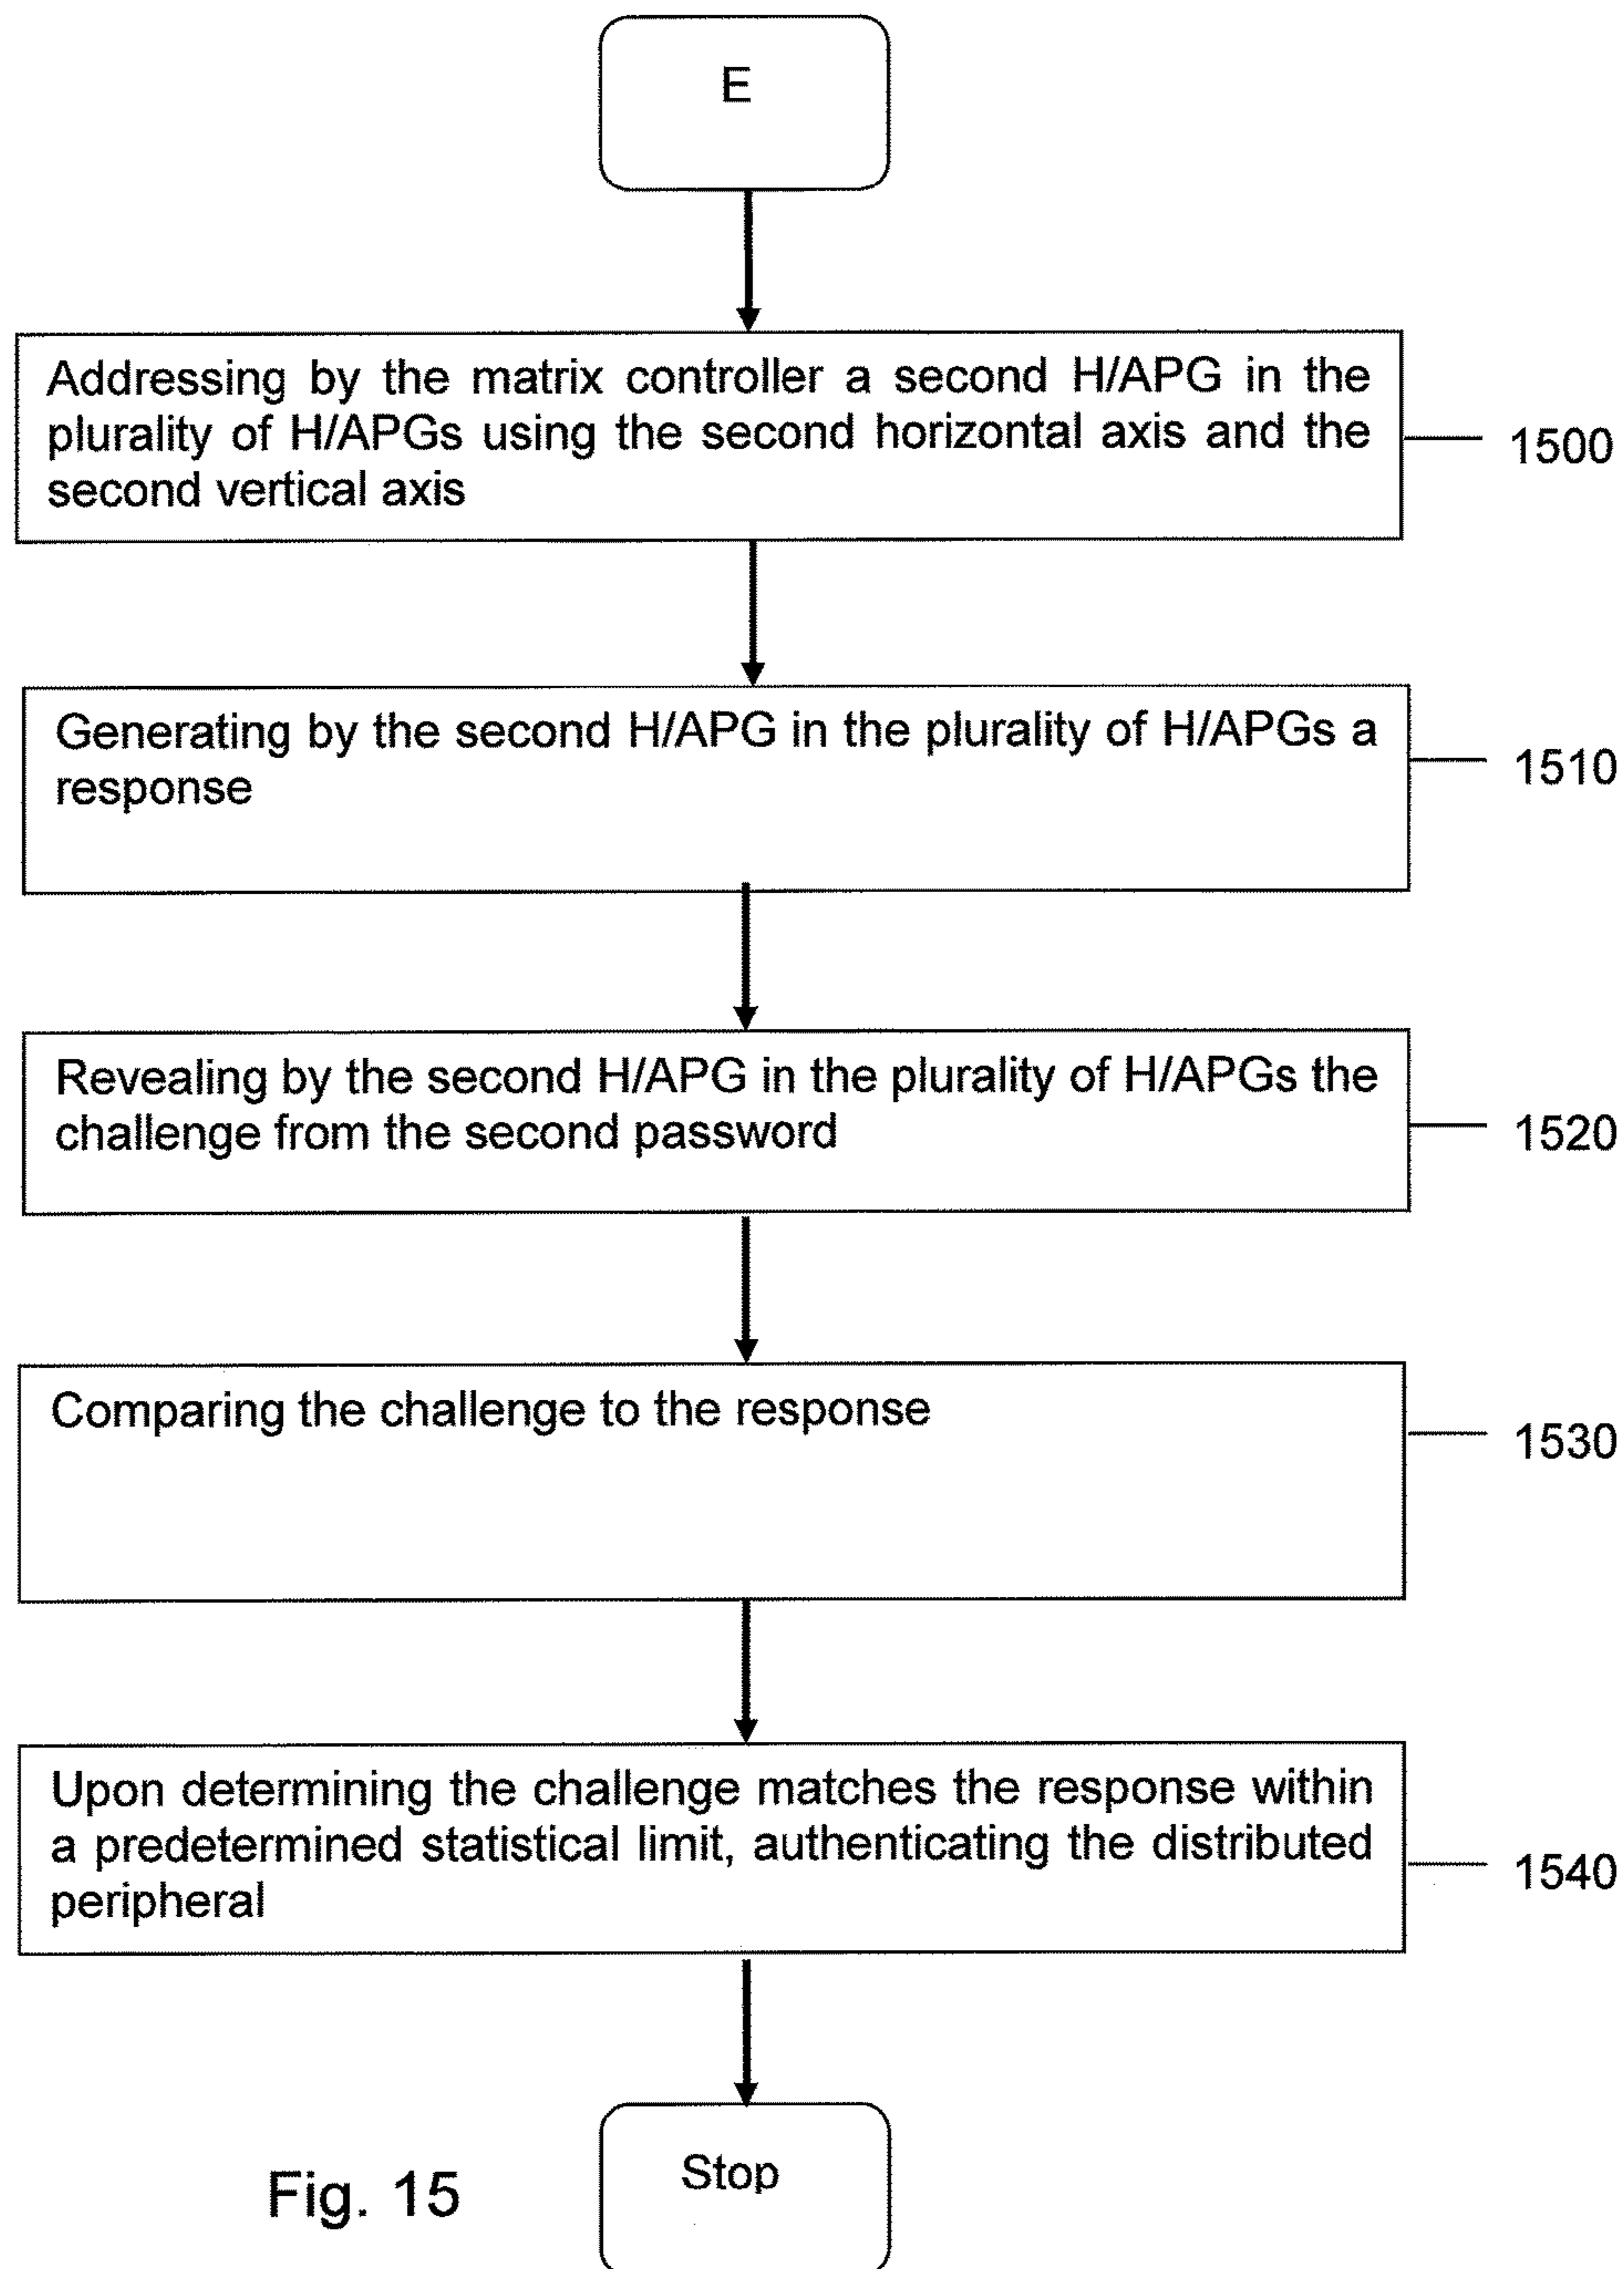 E
Addressing by the matrix controller a second H/APG in the
plurality of H/APGs using the second horizontal axis and the
second vertical axis
1500
Generating by the second H/APG in the plurality of H/APGs a
response
1510
Revealing by the second H/APG in the plurality of H/APGs the
challenge from the second password
1520
Comparing the challenge to the response
1530
Upon determining the challenge matches the response within
a predetermined statistical limit, authenticating the distributed
peripheral
1540
Stop
Fig. 15